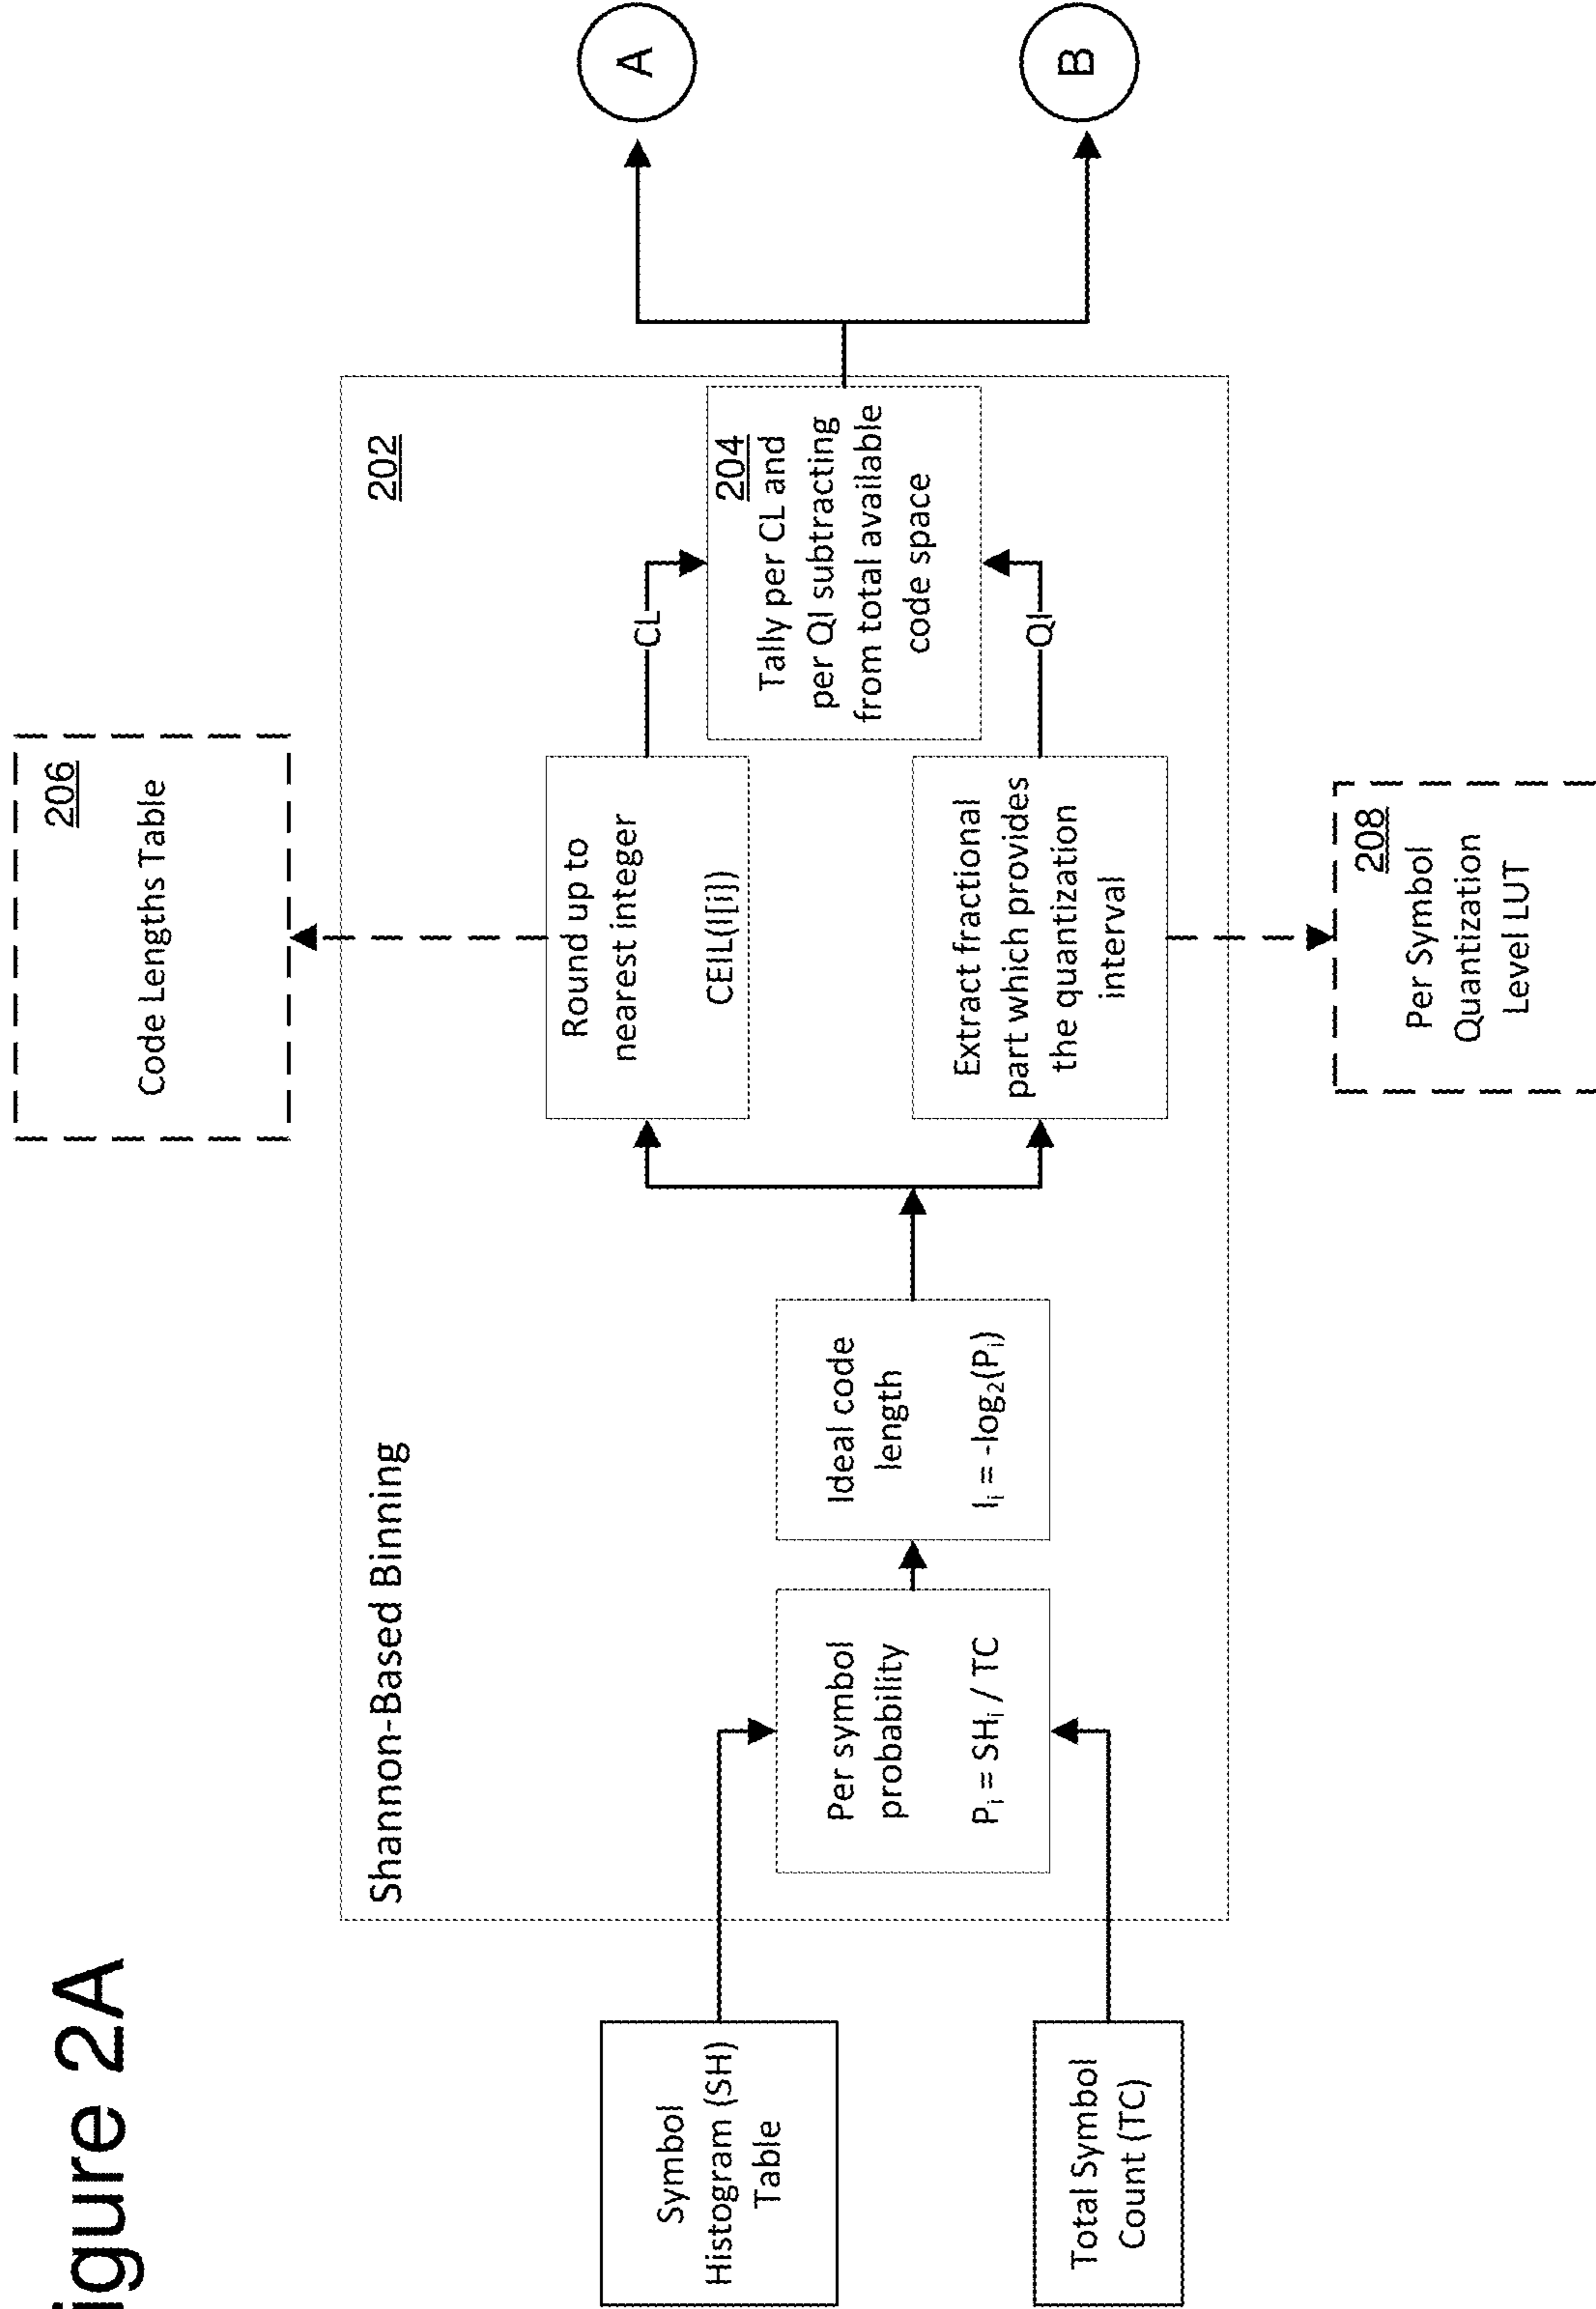 igure 2A
Symbol
Histogram (SH)
Table
Total Symbol
Count (TC)
Shannon-Based Binning
202
Per symbol
probability
Pᵢ = SHᵢ / TC
Ideal code
length
Iᵢ = -log₂(Pᵢ)
Round up to
nearest integer
CEIL(I[i])
Extract fractional
part which provides
the quantization
interval
CL
QI
204
Tally per CL and
per QI subtracting
from total available
code space
206
Code Lengths Table
208
Per Symbol
Quantization
Level LUT
A
B